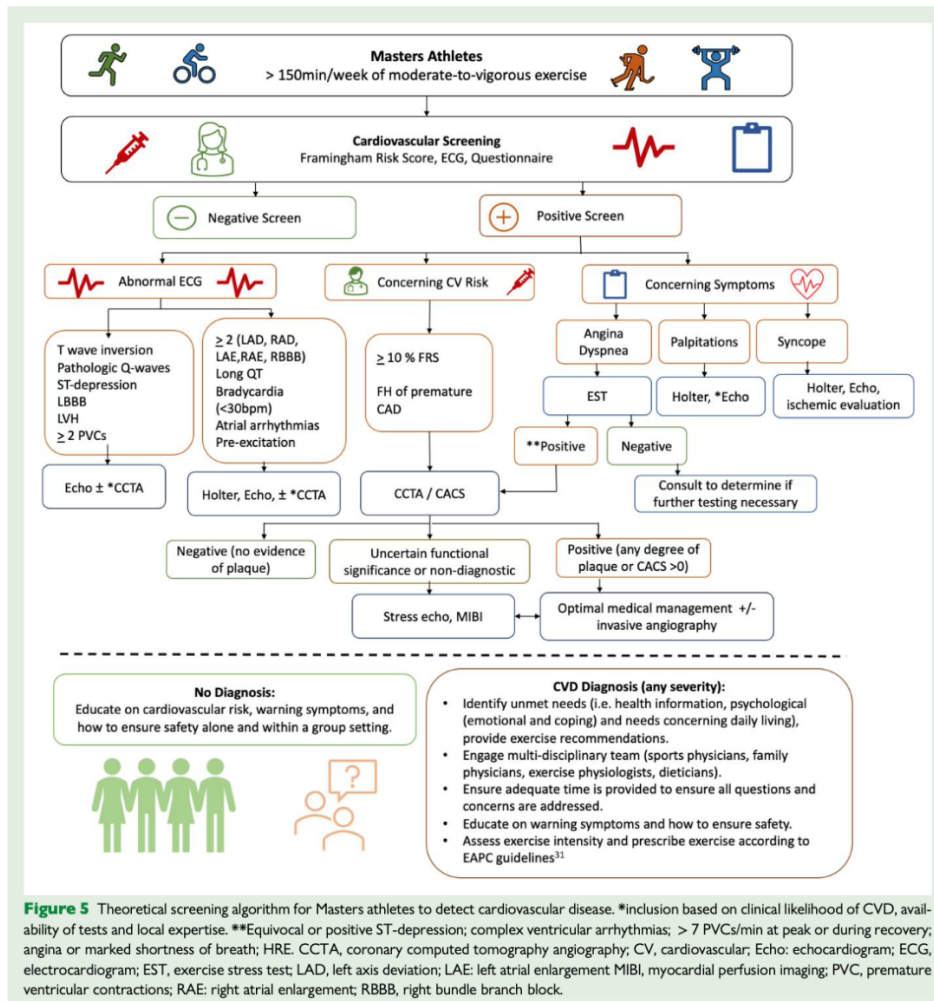 Masters Athletes
> 150min/week of moderate-to-vigorous exercise
Cardiovascular Screening
Framingham Risk Score, ECG, Questionnaire
Negative Screen
Positive Screen
Abnormal ECG
Concerning CV Risk
Concerning Symptoms
T wave inversion
Pathologic Q-waves
ST-depression
LBBB
LVH
≥ 2 PVCs
≥ 2 (LAD, RAD,
LAE,RAE, RBBB)
Long QT
Bradycardia
(<30bpm)
Atrial arrhythmias
Pre-excitation
≥ 10 % FRS
FH of premature
CAD
Angina
Dyspnea
Palpitations
Syncope
EST
Holter, *Echo
Holter, Echo,
ischemic evaluation
**Positive
Negative
Echo ± *CCTA
Holter, Echo, ± *CCTA
CCTA / CACS
Consult to determine if
further testing necessary
Negative (no evidence
of plaque)
Uncertain functional
significance or non-diagnostic
Positive (any degree of
plaque or CACS >0)
Stress echo, MIBI
Optimal medical management +/-
invasive angiography
No Diagnosis:
Educate on cardiovascular risk, warning symptoms, and
how to ensure safety alone and within a group setting.
?
CVD Diagnosis (any severity):
• Identify unmet needs (i.e. health information, psychological
(emotional and coping) and needs concerning daily living),
provide exercise recommendations.
• Engage multi-disciplinary team (sports physicians, family
physicians, exercise physiologists, dieticians).
• Ensure adequate time is provided to ensure all questions and
concerns are addressed.
• Educate on warning symptoms and how to ensure safety.
• Assess exercise intensity and prescribe exercise according to
EAPC guidelines31
Figure 5 Theoretical screening algorithm for Masters athletes to detect cardiovascular disease. *inclusion based on clinical likelihood of CVD, avail-
ability of tests and local expertise. **Equivocal or positive ST-depression; complex ventricular arrhythmias; > 7 PVCs/min at peak or during recovery;
angina or marked shortness of breath; HRE. CCTA, coronary computed tomography angiography; CV, cardiovascular; Echo: echocardiogram; ECG,
electrocardiogram; EST, exercise stress test; LAD, left axis deviation; LAE: left atrial enlargement MIBI, myocardial perfusion imaging; PVC, premature
ventricular contractions; RAE: right atrial enlargement; RBBB, right bundle branch block.